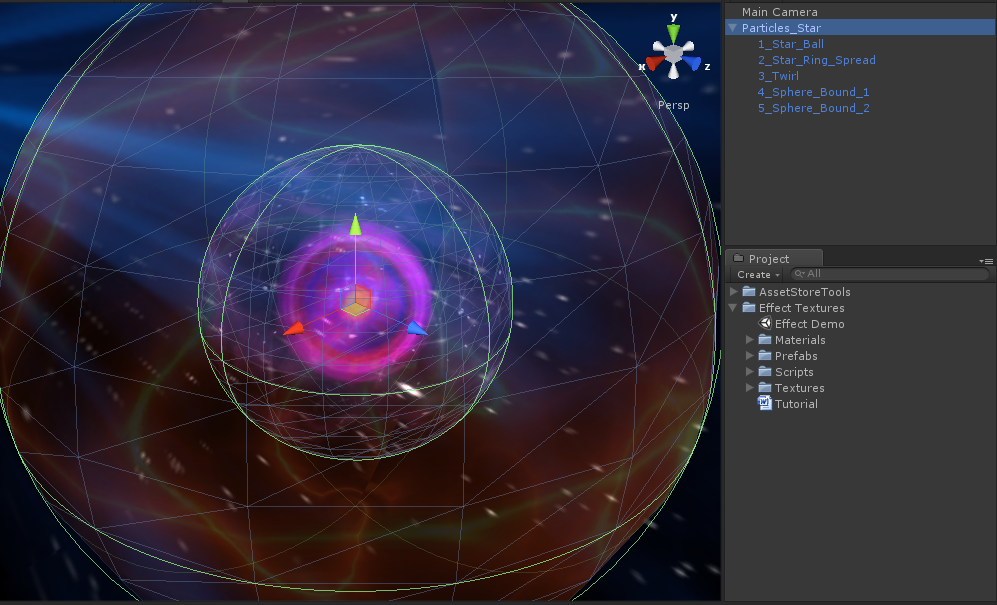 y
x
z
Persp
Main Camera
Particles_Star
1_Star_Ball
2_Star_Ring_Spread
3_Twirl
4_Sphere_Bound_1
5_Sphere_Bound_2
Project
Create All
AssetStoreTools
Effect Textures
Effect Demo
Materials
Prefabs
Scripts
Textures
Tutorial